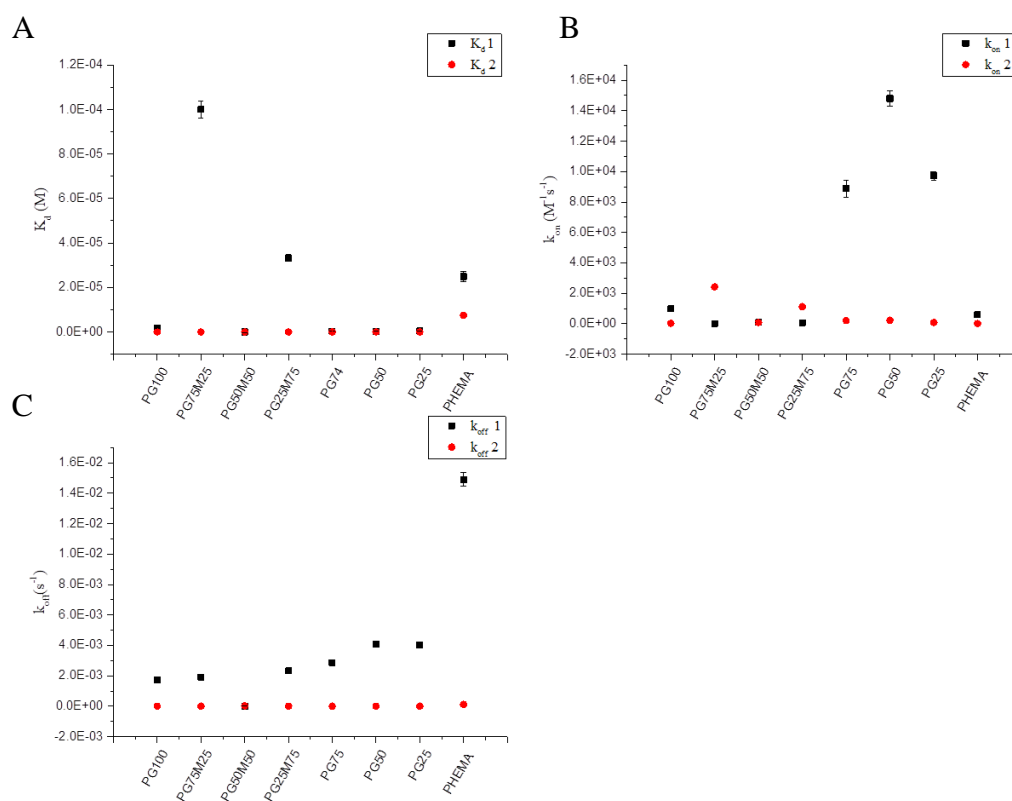 A
K_d 1
K_d 2
1.2E-04
1.0E-04
8.0E-05
6.0E-05
4.0E-05
2.0E-05
0.0E+00
K_d (M)
PG100
PG75M25
PG50M50
PG25M75
PG74
PG50
PG25
PHEMA
B
k_on 1
k_on 2
1.6E+04
1.4E+04
1.2E+04
1.0E+04
8.0E+03
6.0E+03
4.0E+03
2.0E+03
0.0E+00
-2.0E+03
k_on (M^-1s^-1)
PG100
PG75M25
PG50M50
PG25M75
PG75
PG50
PG25
PHEMA
C
k_off 1
k_off 2
1.6E-02
1.4E-02
1.2E-02
1.0E-02
8.0E-03
6.0E-03
4.0E-03
2.0E-03
0.0E+00
-2.0E-03
k_off(s^-1)
PG100
PG75M25
PG50M50
PG25M75
PG75
PG50
PG25
PHEMA